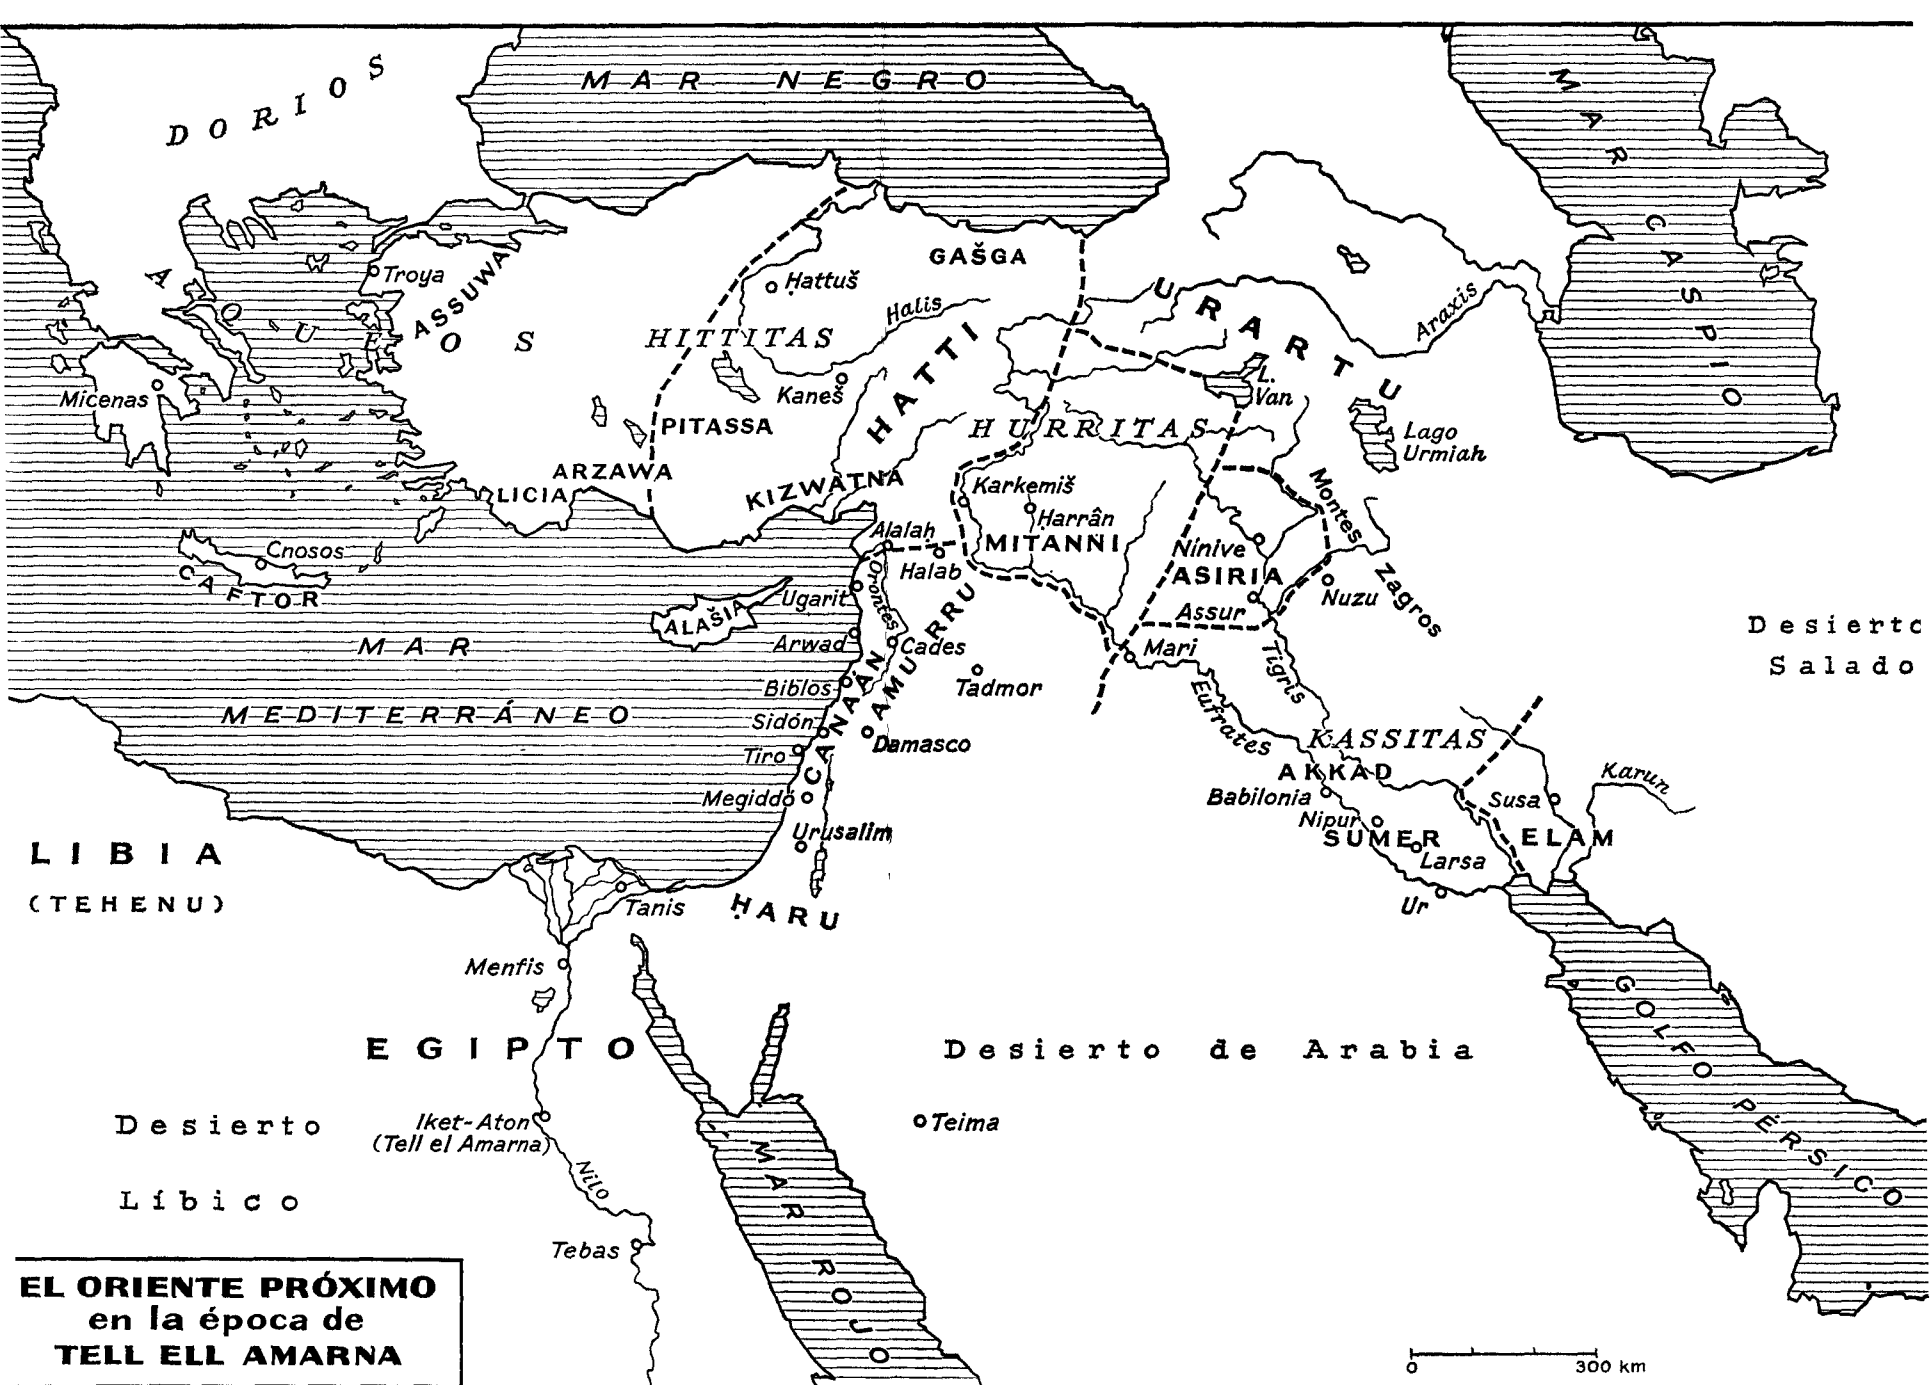 MAR NEGRO
DORIOS
MAR CASPIO
AQUEOS
Troya
ASSUWA
GAŠGA
Ḥattuš
Halis
HITTITAS
HATTI
URARTU
Araxis
Micenas
Kaneš
L.
Van
PITASSA
HURRITAS
Lago
Urmiah
ARZAWA
LICIA
KIZWATNA
Karkemiš
Ḥarrân
MITANNI
Montes Zagros
Cnosos
CAFTOR
Alalaḥ
Halab
Orontes
Nínive
ASIRIA
Assur
Nuzu
Ugarit
ALAŠIA
Arwad
Cades
AMURRU
CANAÁN
MAR
MEDITERRÁNEO
Biblos
Tadmor
Mari
Tigris
Eufrates
Desierto
Salado
Sidón
Damasco
Tiro
KASSITAS
AKKAD
Karun
Megiddó
Babilonia
Susa
Nipur
SUMER
ELAM
Urusalim
Larsa
LIBIA
(TEHENU)
Tanis
ḤARU
Ur
Menfis
GOLFO PÉRSICO
EGIPTO
Desierto de Arabia
Iket-Aton
(Tell el Amarna)
Teima
Desierto
Líbico
Nilo
MAR ROJO
Tebas
EL ORIENTE PRÓXIMO
en la época de
TELL ELL AMARNA
0 300 km